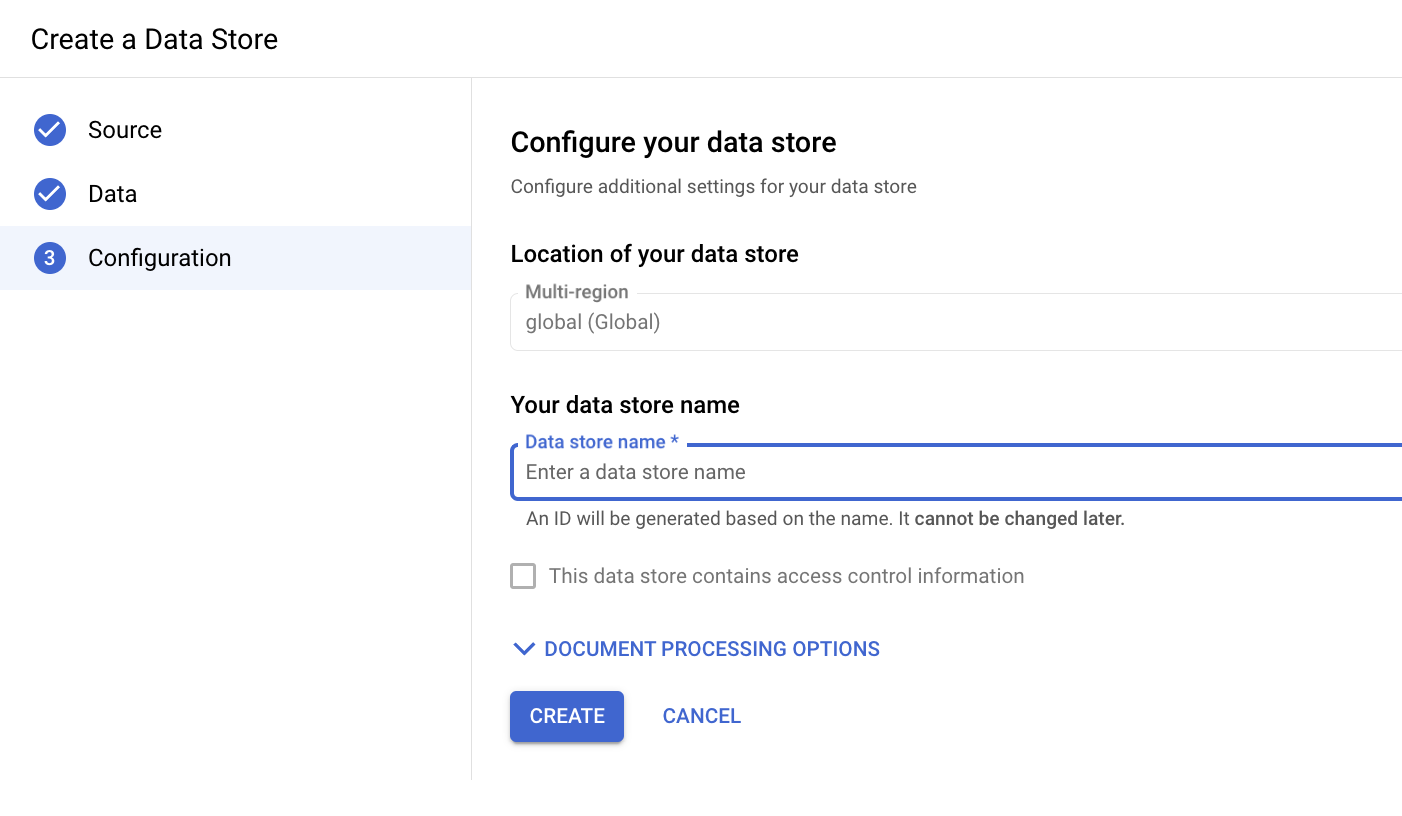 Create a Data Store
Source
Data
3 Configuration
Configure your data store
Configure additional settings for your data store
Location of your data store
Multi-region
global (Global)
Your data store name
Data store name *
Enter a data store name
An ID will be generated based on the name. It cannot be changed later.
This data store contains access control information
DOCUMENT PROCESSING OPTIONS
CREATE CANCEL